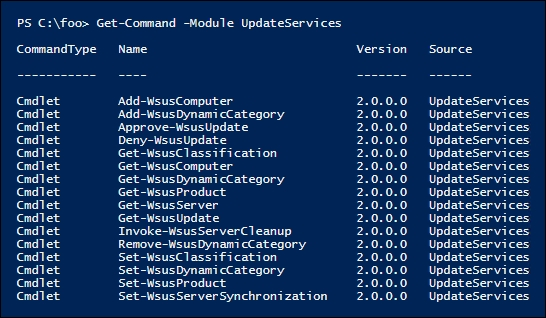 PS C:\foo> Get-Command -Module UpdateServices
CommandType Name Version Source
----------- ---- ------- ------
Cmdlet Add-WsusComputer 2.0.0.0 UpdateServices
Cmdlet Add-WsusDynamicCategory 2.0.0.0 UpdateServices
Cmdlet Approve-WsusUpdate 2.0.0.0 UpdateServices
Cmdlet Deny-WsusUpdate 2.0.0.0 UpdateServices
Cmdlet Get-WsusClassification 2.0.0.0 UpdateServices
Cmdlet Get-WsusComputer 2.0.0.0 UpdateServices
Cmdlet Get-WsusDynamicCategory 2.0.0.0 UpdateServices
Cmdlet Get-WsusProduct 2.0.0.0 UpdateServices
Cmdlet Get-WsusServer 2.0.0.0 UpdateServices
Cmdlet Get-WsusUpdate 2.0.0.0 UpdateServices
Cmdlet Invoke-WsusServerCleanup 2.0.0.0 UpdateServices
Cmdlet Remove-WsusDynamicCategory 2.0.0.0 UpdateServices
Cmdlet Set-WsusClassification 2.0.0.0 UpdateServices
Cmdlet Set-WsusDynamicCategory 2.0.0.0 UpdateServices
Cmdlet Set-WsusProduct 2.0.0.0 UpdateServices
Cmdlet Set-WsusServerSynchronization 2.0.0.0 UpdateServices